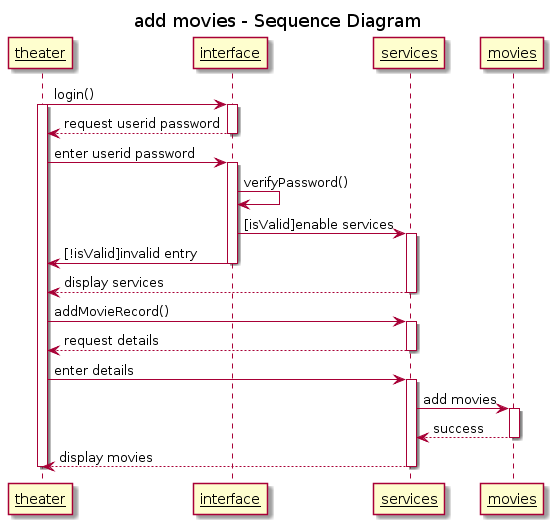 add movies - Sequence Diagram
theater interface services movies
login()
request userid password
enter userid password
verifyPassword()
[isValid]enable services
[!isValid]invalid entry
display services
addMovieRecord()
request details
enter details
add movies
success
display movies
theater interface services movies